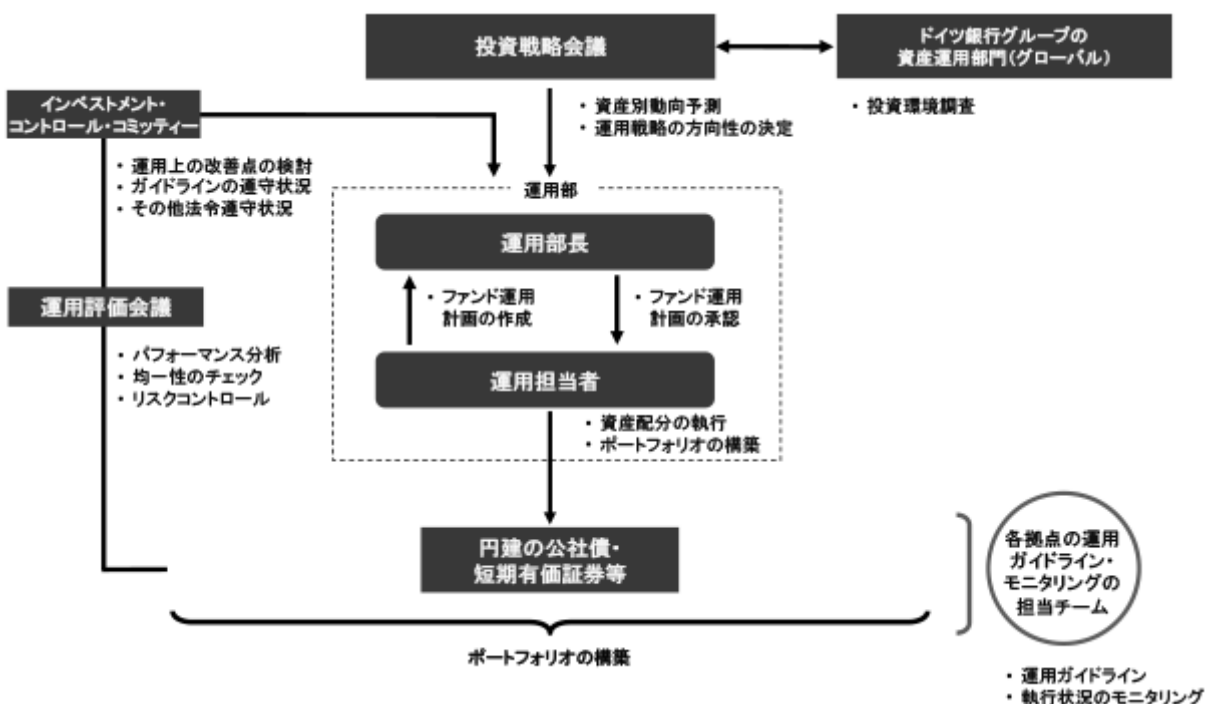 投資戦略会議
ドイツ銀行グループの
資産運用部門(グローバル)
インベストメント・
コントロール・コミッティー
・ 資産別動向予測
・ 運用戦略の方向性の決定
・ 投資環境調査
・ 運用上の改善点の検討
・ ガイドラインの遵守状況
・ その他法令遵守状況
運用部
運用部長
・ ファンド運用
計画の作成
・ ファンド運用
計画の承認
運用評価会議
・ パフォーマンス分析
・ 均一性のチェック
・ リスクコントロール
運用担当者
・ 資産配分の執行
・ ポートフォリオの構築
円建の公社債・
短期有価証券等
各拠点の運用
ガイドライン・
モニタリングの
担当チーム
ポートフォリオの構築
・ 運用ガイドライン
・ 執行状況のモニタリング